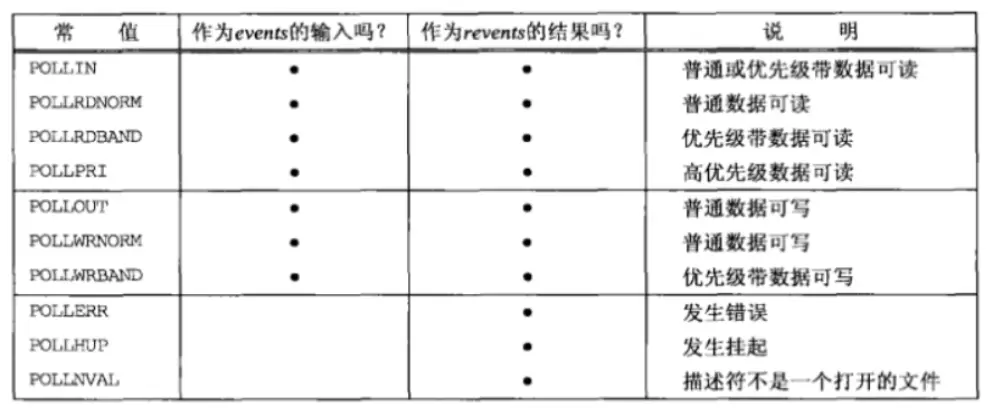 常 值 作为events的输入吗? 作为revents的结果吗? 说 明
POLLIN • • 普通或优先级带数据可读
POLLRDNORM • • 普通数据可读
POLLRDBAND • • 优先级带数据可读
POLLPRI • • 高优先级数据可读
POLLOUT • • 普通数据可写
POLLWRNORM • • 普通数据可写
POLLWRBAND • • 优先级带数据可写
POLLERR • 发生错误
POLLHUP • 发生挂起
POLLNVAL • 描述符不是一个打开的文件